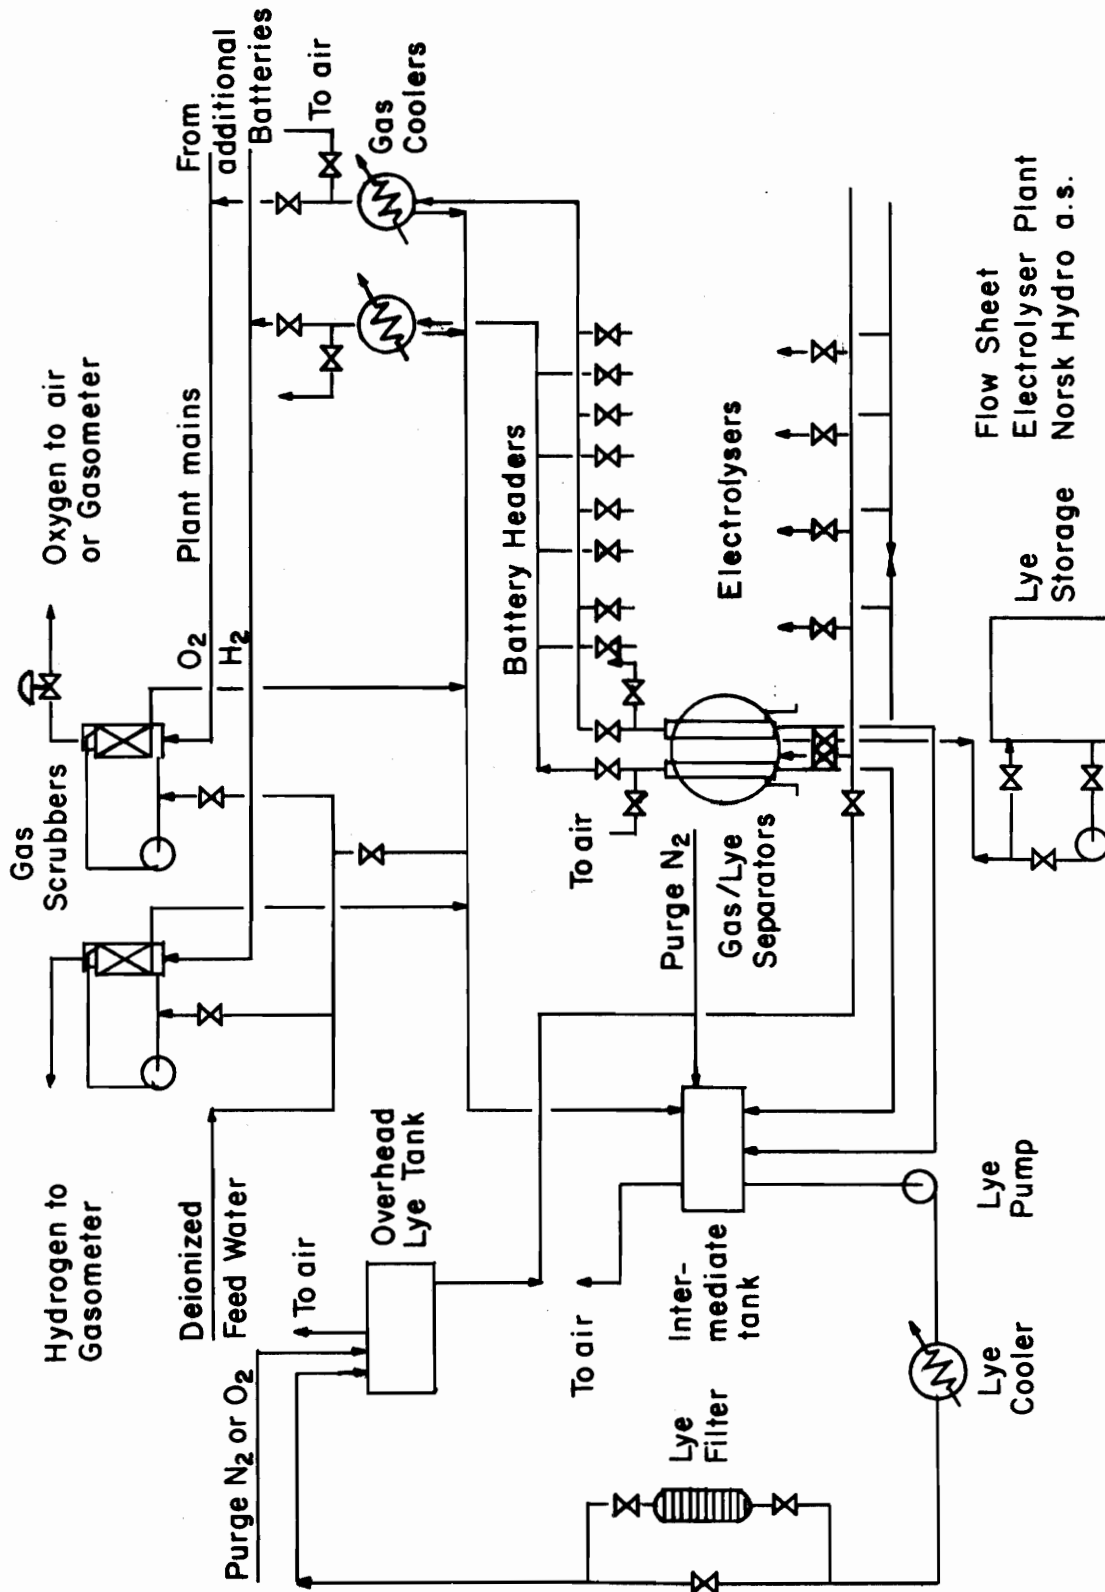 Hydrogen to
Gasometer
Gas
Scrubbers
Oxygen to air
or Gasometer
Plant mains
O2
H2
From
additional
Batteries
To air
Gas
Coolers
Deionized
Feed Water
Purge N2 or O2
To air
Overhead
Lye Tank
Battery Headers
Electrolysers
To air
Purge N2
Gas/Lye
Separators
To air
Inter-
mediate
tank
Lye
Filter
Lye
Cooler
Lye
Pump
Lye
Storage
Flow Sheet
Electrolyser Plant
Norsk Hydro a.s.